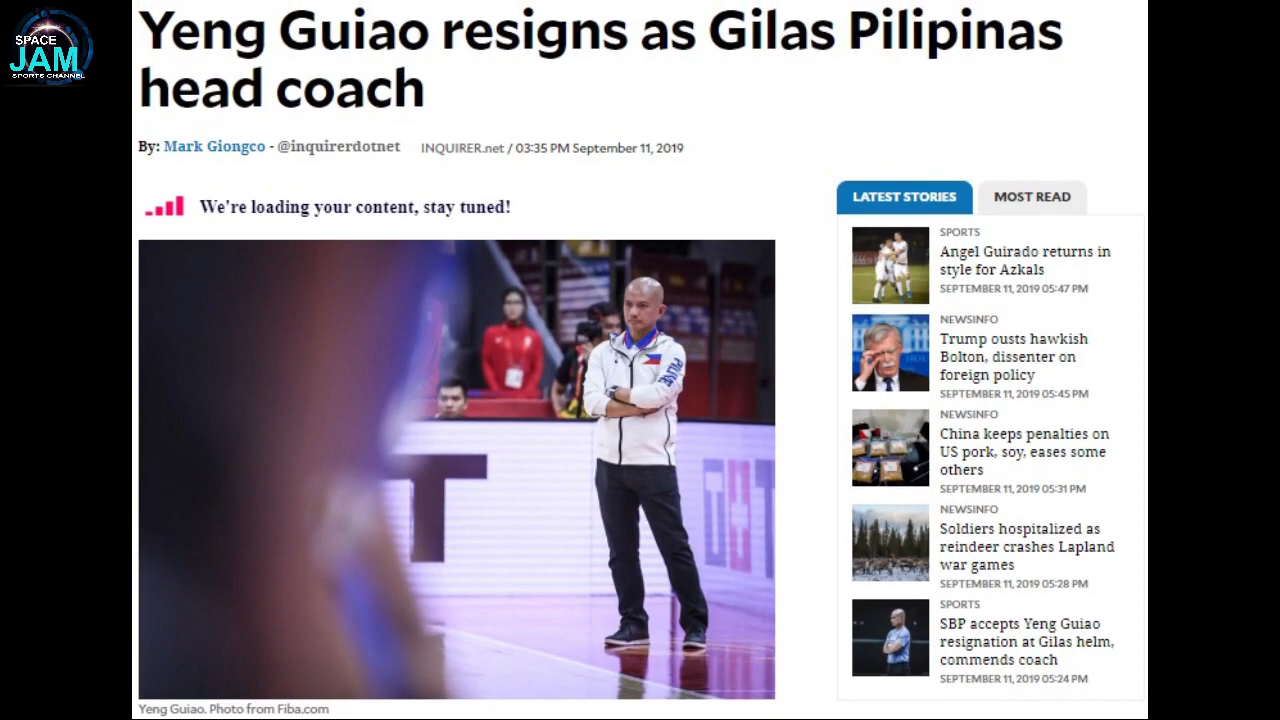 SPACE
JAM
SPORTS CHANNEL
Yeng Guiao resigns as Gilas Pilipinas
head coach
By: Mark Giongco - @inquirerdotnet INQUIRER.net / 03:35 PM September 11, 2019
We're loading your content, stay tuned!
Yeng Guiao. Photo from Fiba.com
LATEST STORIES MOST READ
SPORTS
Angel Guirado returns in
style for Azkals
SEPTEMBER 11, 2019 05:47 PM
NEWSINFO
Trump ousts hawkish
Bolton, dissenter on
foreign policy
SEPTEMBER 11, 2019 05:45 PM
NEWSINFO
China keeps penalties on
US pork, soy, eases some
others
SEPTEMBER 11, 2019 05:31 PM
NEWSINFO
Soldiers hospitalized as
reindeer crashes Lapland
war games
SEPTEMBER 11, 2019 05:28 PM
SPORTS
SBP accepts Yeng Guiao
resignation at Gilas helm,
commends coach
SEPTEMBER 11, 2019 05:24 PM